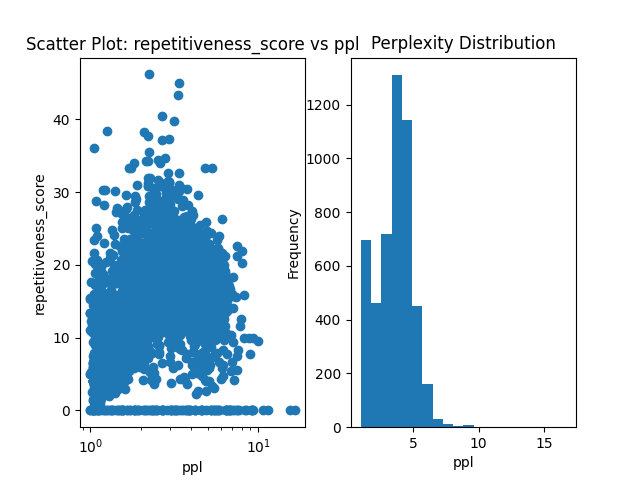 Scatter Plot: repetitiveness_score vs ppl
repetitiveness_score
40
30
20
10
0
10⁰
10¹
ppl
Perplexity Distribution
Frequency
1200
1000
800
600
400
200
0
5
10
15
ppl